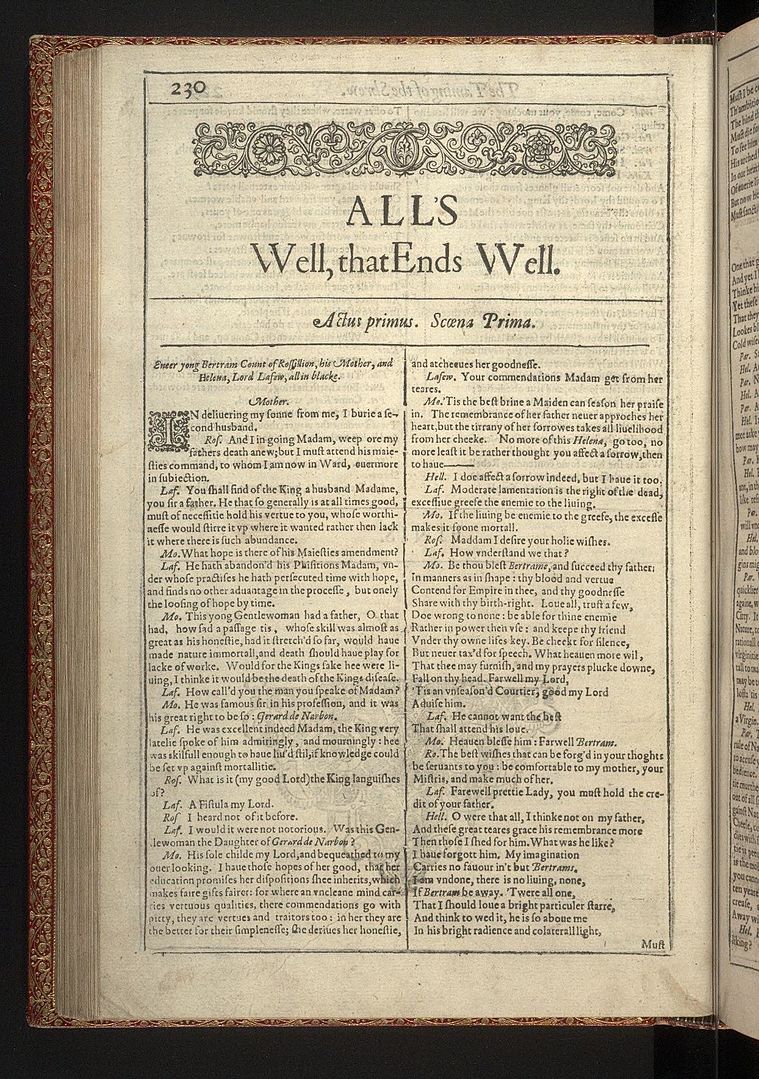 230
ALL'S
Well, that Ends Well.
Actus primus. Scœna Prima.
Enter yong Bertram Count of Rossillion, his Mother, and
Helena, Lord Lafew, all in blacke.
Mother.
IN deliuering my sonne from me, I burie a se-
cond husband.
Ros. And I in going Madam, weep ore my
fathers death anew; but I must attend his maie-
sties command, to whom I am now in Ward, euermore
in subiection.
Laf. You shall find of the King a husband Madame,
you sir a father. He that so generally is at all times good,
must of necessitie hold his vertue to you, whose worthi-
nesse would stirre it vp where it wanted rather then lack
it where there is such abundance.
Mo. What hope is there of his Maiesties amendment?
Laf. He hath abandon'd his Phisitions Madam, vn-
der whose practises he hath persecuted time with hope,
and finds no other aduantage in the processe, but onely
the loosing of hope by time.
Mo. This yong Gentlewoman had a father, O that
had, how sad a passage tis, whose skill was almost as
great as his honestie, had it stretch'd so far, would haue
made nature immortall, and death should haue play for
lacke of worke. Would for the Kings sake hee were li-
uing, I thinke it would be the death of the Kings disease.
Laf. How call'd you the man you speake of Madam?
Mo. He was famous sir in his profession, and it was
his great right to be so: Gerard de Narbon.
Laf. He was excellent indeed Madam, the King very
latelie spoke of him admiringly, and mourningly: hee
was skilfull enough to haue liu'd stil, if knowledge could
be set vp against mortallitie.
Ros. What is it (my good Lord) the King languishes
of?
Laf. A Fistula my Lord.
Ros I heard not of it before.
Laf. I would it were not notorious. Was this Gen-
tlewoman the Daughter of Gerard de Narbon?
Mo. His sole childe my Lord, and bequeathed to my
ouer looking. I haue those hopes of her good, that her
education promises her dispositions shee inherits, which
makes faire gifts fairer: for where an vncleane mind car-
ries vertuous qualities, there commendations go with
pitty, they are vertues and traitors too: in her they are
the better for their simplenesse; she deriues her honestie,
and atcheeues her goodnesse.
Lafew. Your commendations Madam get from her
teares.
Mo. 'Tis the best brine a Maiden can season her praise
in. The remembrance of her father neuer approches her
heart, but the tirrany of her sorrowes takes all liuelihood
from her cheeke. No more of this Helena, go too, no
more least it be rather thought you affect a sorrow, then
to haue——
Hell. I doe affect a sorrow indeed, but I haue it too.
Laf. Moderate lamentation is the right of the dead,
excessiue greefe the enemie to the liuing.
Mo. If the liuing be enemie to the greefe, the excesse
makes it soone mortall.
Ros. Maddam I desire your holie wishes.
Laf. How vnderstand we that?
Mo. Be thou blest Bertrame, and succeed thy father;
In manners as in shape: thy blood and vertue
Contend for Empire in thee, and thy goodnesse
Share with thy birth-right. Loue all, trust a few,
Doe wrong to none: be able for thine enemie
Rather in power then vse: and keepe thy friend
Vnder thy owne lifes key. Be checkt for silence,
But neuer tax'd for speech. What heauen more wil,
That thee may furnish, and my prayers plucke downe,
Fall on thy head. Farwell my Lord,
'Tis an vnseason'd Courtier, good my Lord
Aduise him.
Laf. He cannot want the best
That shall attend his loue.
Mo. Heauen blesse him: Farwell Bertram.
Ro. The best wishes that can be forg'd in your thoghts
be seruants to you: be comfortable to my mother, your
Mistris, and make much of her.
Laf. Farewell prettie Lady, you must hold the cre-
dit of your father.
Hell. O were that all, I thinke not on my father,
And these great teares grace his remembrance more
Then those I shed for him. What was he like?
I haue forgott him. My imagination
Carries no fauour in't but Bertrams.
I am vndone, there is no liuing, none,
If Bertram be away. 'Twere all one,
That I should loue a bright particuler starre,
And think to wed it, he is so aboue me
In his bright radience and colaterall light,
Must